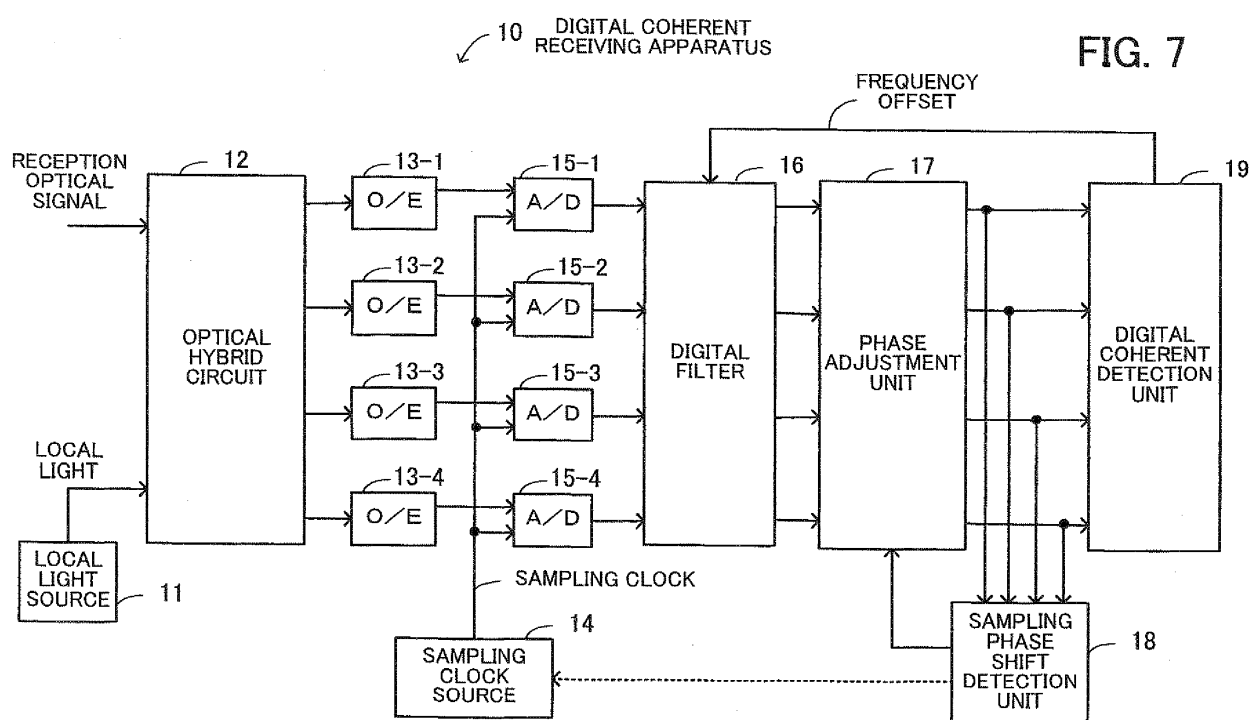 10
DIGITAL COHERENT
RECEIVING APPARATUS
FIG. 7
FREQUENCY
OFFSET
RECEPTION
OPTICAL
SIGNAL
12
13-1
15-1
16
17
19
O/E
A/D
13-2
15-2
O/E
A/D
OPTICAL
HYBRID
CIRCUIT
DIGITAL
FILTER
PHASE
ADJUSTMENT
UNIT
DIGITAL
COHERENT
DETECTION
UNIT
13-3
15-3
O/E
A/D
LOCAL
LIGHT
13-4
15-4
O/E
A/D
LOCAL
LIGHT
SOURCE
11
SAMPLING CLOCK
14
SAMPLING
CLOCK
SOURCE
SAMPLING
PHASE
SHIFT
DETECTION
UNIT
18